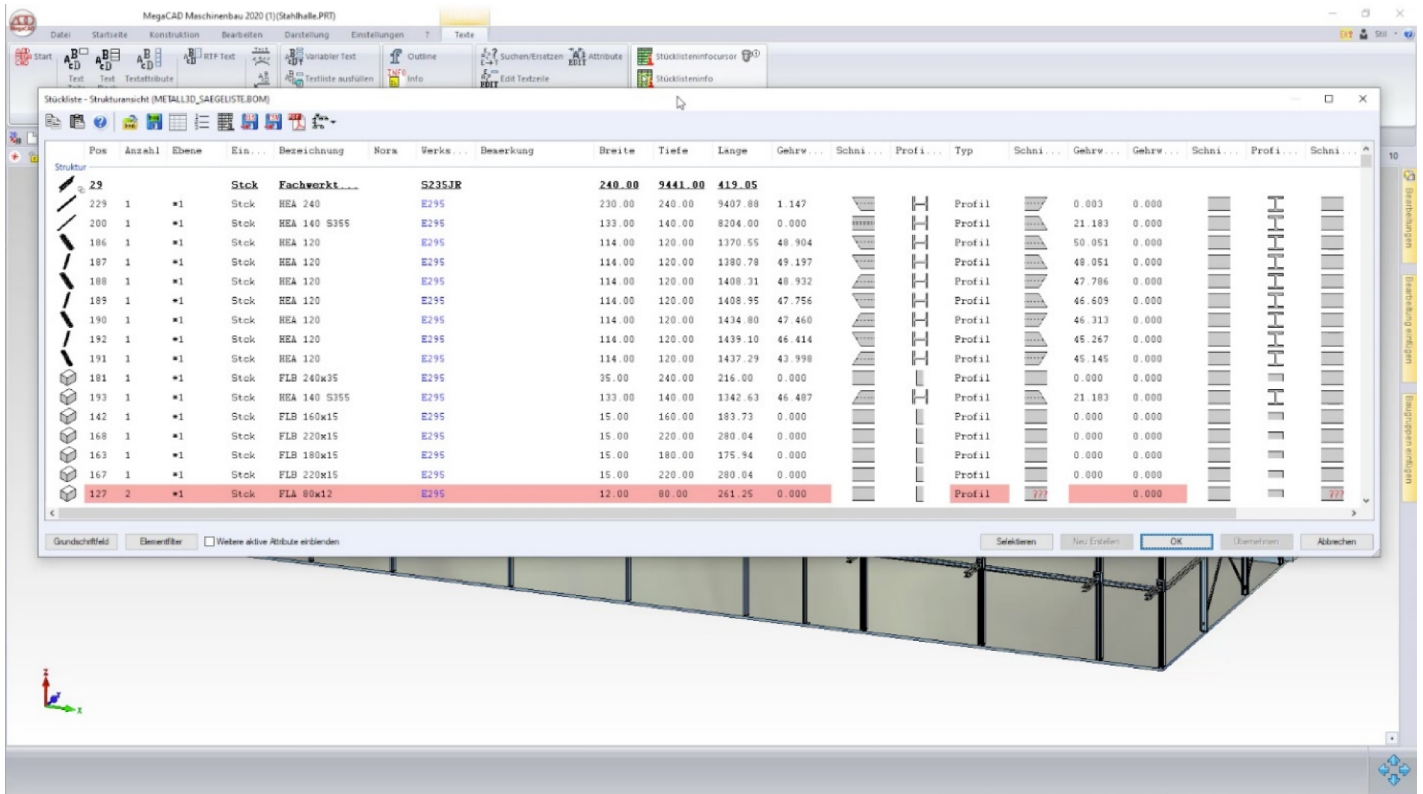 MegaCAD Maschinenbau 2020 (1)(Stahlhalle.PRT)
MegaCAD
Datei Startseite Konstruktion Bearbeiten Darstellung Einstellungen ? Texte
Stil
Start
Text
Text
Textattribute
RTF Text
Variabler Text
Testliste ausfüllen
Outline
INFO Info
Suchen/Ersetzen
EDIT Attribute
EDIT Edit Textzeile
Stücklisteninfocursor
Stücklisteninfo
Stückliste - Strukturansicht (METALL3D_SAEGELISTE.BOM)
Pos Anzahl Ebene Ein... Bezeichnung Norm Werks... Bemerkung Breite Tiefe Länge Gehrw... Schni... Profi... Typ Schni... Gehrw... Gehrw... Schni... Profi... Schni...
Struktur
29 Stck Fachwerkt... S235JR 240.00 9441.00 419.05
229 1 *1 Stck HEA 240 E295 230.00 240.00 9407.88 1.147 Profil 0.003 0.000
200 1 *1 Stck HEA 140 S355 E295 133.00 140.00 8204.00 0.000 Profil 21.183 0.000
186 1 *1 Stck HEA 120 E295 114.00 120.00 1370.55 48.904 Profil 50.051 0.000
187 1 *1 Stck HEA 120 E295 114.00 120.00 1380.78 49.197 Profil 48.051 0.000
188 1 *1 Stck HEA 120 E295 114.00 120.00 1408.31 48.932 Profil 47.786 0.000
189 1 *1 Stck HEA 120 E295 114.00 120.00 1408.95 47.756 Profil 46.609 0.000
190 1 *1 Stck HEA 120 E295 114.00 120.00 1434.80 47.460 Profil 46.313 0.000
192 1 *1 Stck HEA 120 E295 114.00 120.00 1439.10 46.414 Profil 45.267 0.000
191 1 *1 Stck HEA 120 E295 114.00 120.00 1437.29 43.998 Profil 45.145 0.000
181 1 *1 Stck FLB 240x35 E295 35.00 240.00 216.00 0.000 Profil 0.000 0.000
193 1 *1 Stck HEA 140 S355 E295 133.00 140.00 1342.63 46.487 Profil 21.183 0.000
142 1 *1 Stck FLB 160x15 E295 15.00 160.00 183.73 0.000 Profil 0.000 0.000
168 1 *1 Stck FLB 220x15 E295 15.00 220.00 280.04 0.000 Profil 0.000 0.000
163 1 *1 Stck FLB 180x15 E295 15.00 180.00 175.94 0.000 Profil 0.000 0.000
167 1 *1 Stck FLB 220x15 E295 15.00 220.00 280.04 0.000 Profil 0.000 0.000
127 2 *1 Stck FLA 80x12 E295 12.00 80.00 261.25 0.000 Profil ??? 0.000 ???
Grundschriftfeld Elementfilter Weitere aktive Attribute einblenden Selektieren Neu Erstellen OK Übernehmen Abbrechen
10
Bearbeitungen
Bearbeitung einfügen
Baugruppen einfügen
Z
X